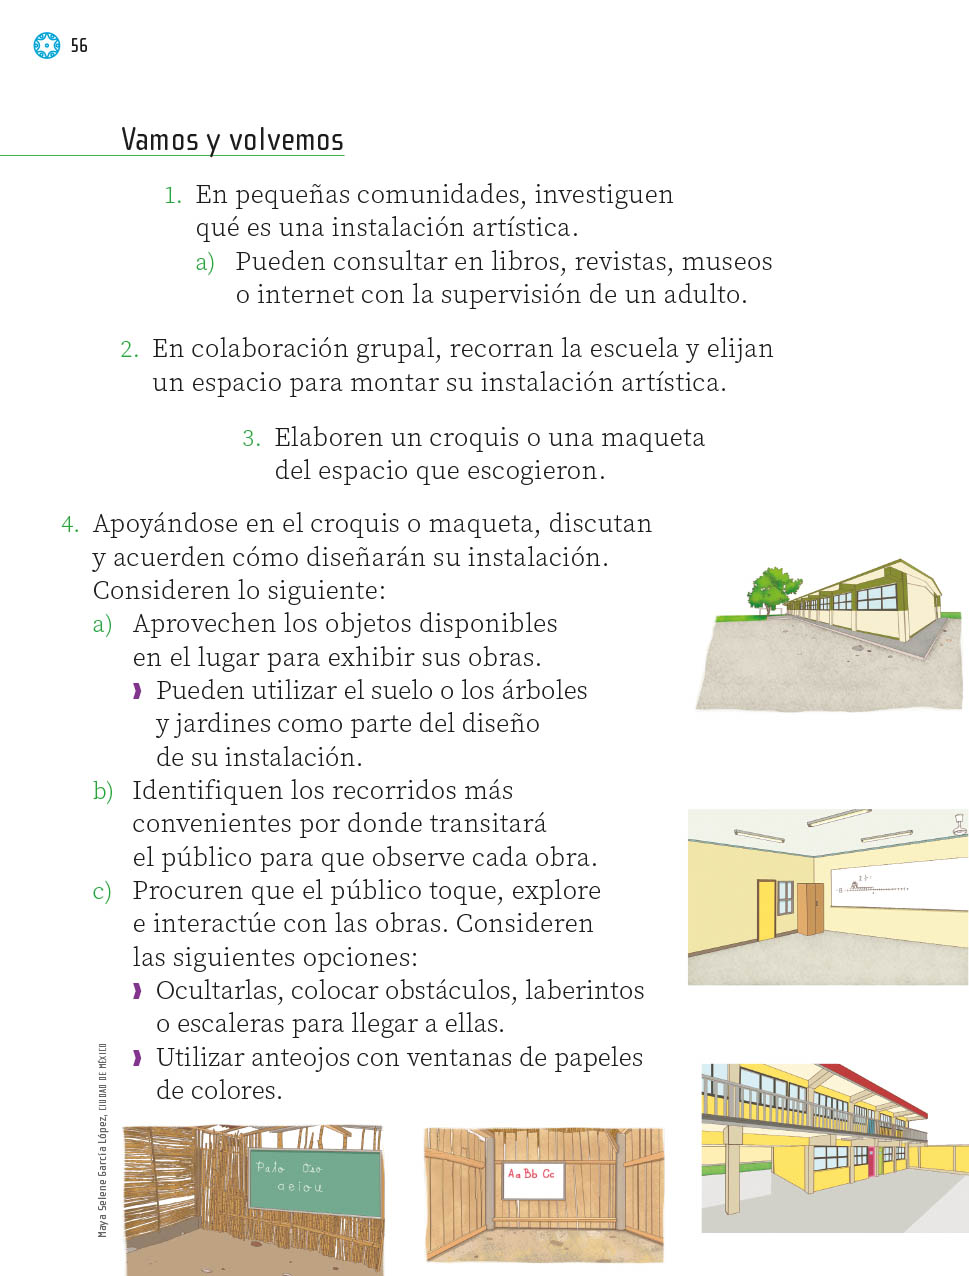 56
Vamos y volvemos
1. En pequeñas comunidades, investiguen
qué es una instalación artística.
a) Pueden consultar en libros, revistas, museos
o internet con la supervisión de un adulto.
2. En colaboración grupal, recorran la escuela y elijan
un espacio para montar su instalación artística.
3. Elaboren un croquis o una maqueta
del espacio que escogieron.
4. Apoyándose en el croquis o maqueta, discutan
y acuerden cómo diseñarán su instalación.
Consideren lo siguiente:
a) Aprovechen los objetos disponibles
en el lugar para exhibir sus obras.
Pueden utilizar el suelo o los árboles
y jardines como parte del diseño
de su instalación.
b) Identifiquen los recorridos más
convenientes por donde transitará
el público para que observe cada obra.
c) Procuren que el público toque, explore
e interactúe con las obras. Consideren
las siguientes opciones:
Ocultarlas, colocar obstáculos, laberintos
o escaleras para llegar a ellas.
Utilizar anteojos con ventanas de papeles
de colores.
Maya Selene García López, CIUDAD DE MÉXICO
Pato Oso
a e i o u
Aa Bb Cc